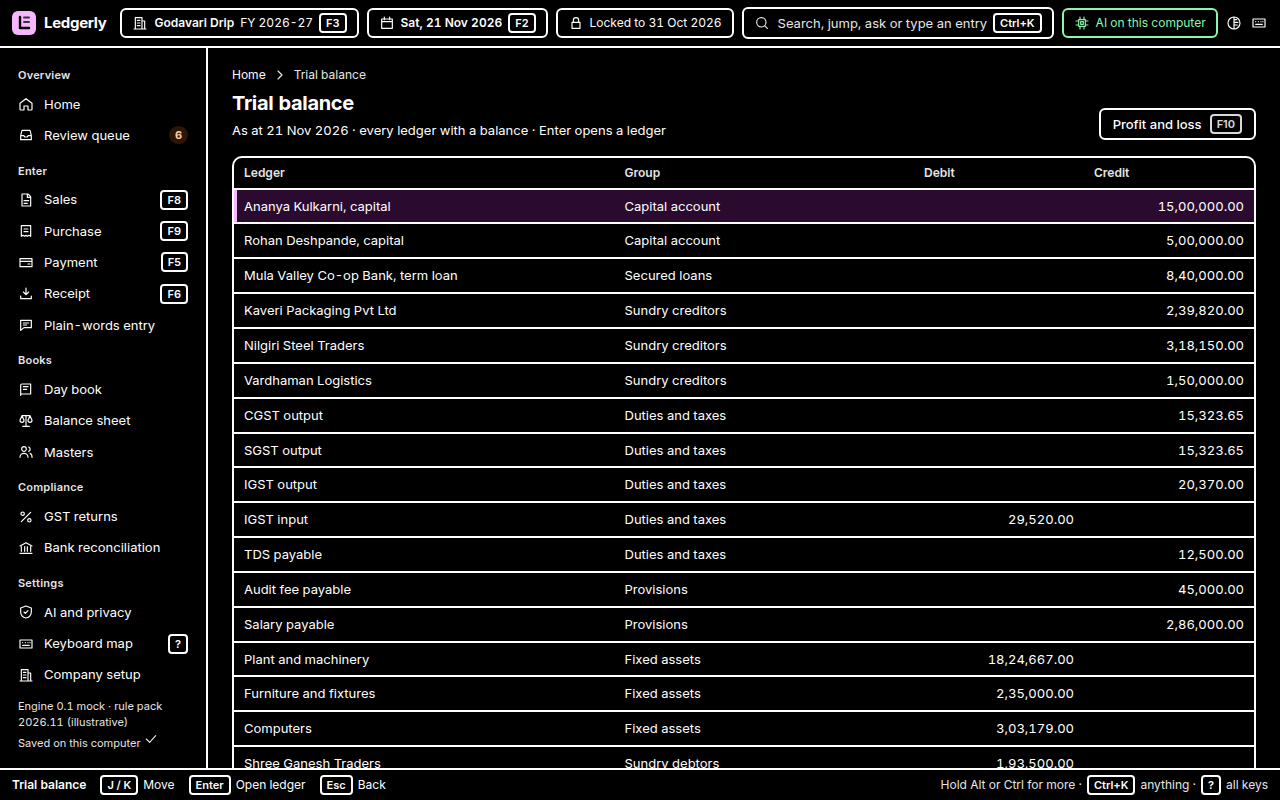 Ledgerly
Godavari Drip FY 2026-27 F3
Sat, 21 Nov 2026 F2
Locked to 31 Oct 2026
Search, jump, ask or type an entry Ctrl+K
AI on this computer
Overview
Home
Review queue 6
Enter
Sales F8
Purchase F9
Payment F5
Receipt F6
Plain-words entry
Books
Day book
Balance sheet
Masters
Compliance
GST returns
Bank reconciliation
Settings
AI and privacy
Keyboard map ?
Company setup
Engine 0.1 mock · rule pack
2026.11 (illustrative)
Saved on this computer
Home Trial balance
Trial balance
As at 21 Nov 2026 · every ledger with a balance · Enter opens a ledger
Profit and loss F10
Ledger Group Debit Credit
Ananya Kulkarni, capital Capital account 15,00,000.00
Rohan Deshpande, capital Capital account 5,00,000.00
Mula Valley Co-op Bank, term loan Secured loans 8,40,000.00
Kaveri Packaging Pvt Ltd Sundry creditors 2,39,820.00
Nilgiri Steel Traders Sundry creditors 3,18,150.00
Vardhaman Logistics Sundry creditors 1,50,000.00
CGST output Duties and taxes 15,323.65
SGST output Duties and taxes 15,323.65
IGST output Duties and taxes 20,370.00
IGST input Duties and taxes 29,520.00
TDS payable Duties and taxes 12,500.00
Audit fee payable Provisions 45,000.00
Salary payable Provisions 2,86,000.00
Plant and machinery Fixed assets 18,24,667.00
Furniture and fixtures Fixed assets 2,35,000.00
Computers Fixed assets 3,03,179.00
Shree Ganesh Traders Sundry debtors 1,93,500.00
Trial balance J / K Move Enter Open ledger Esc Back
Hold Alt or Ctrl for more · Ctrl+K anything · ? all keys